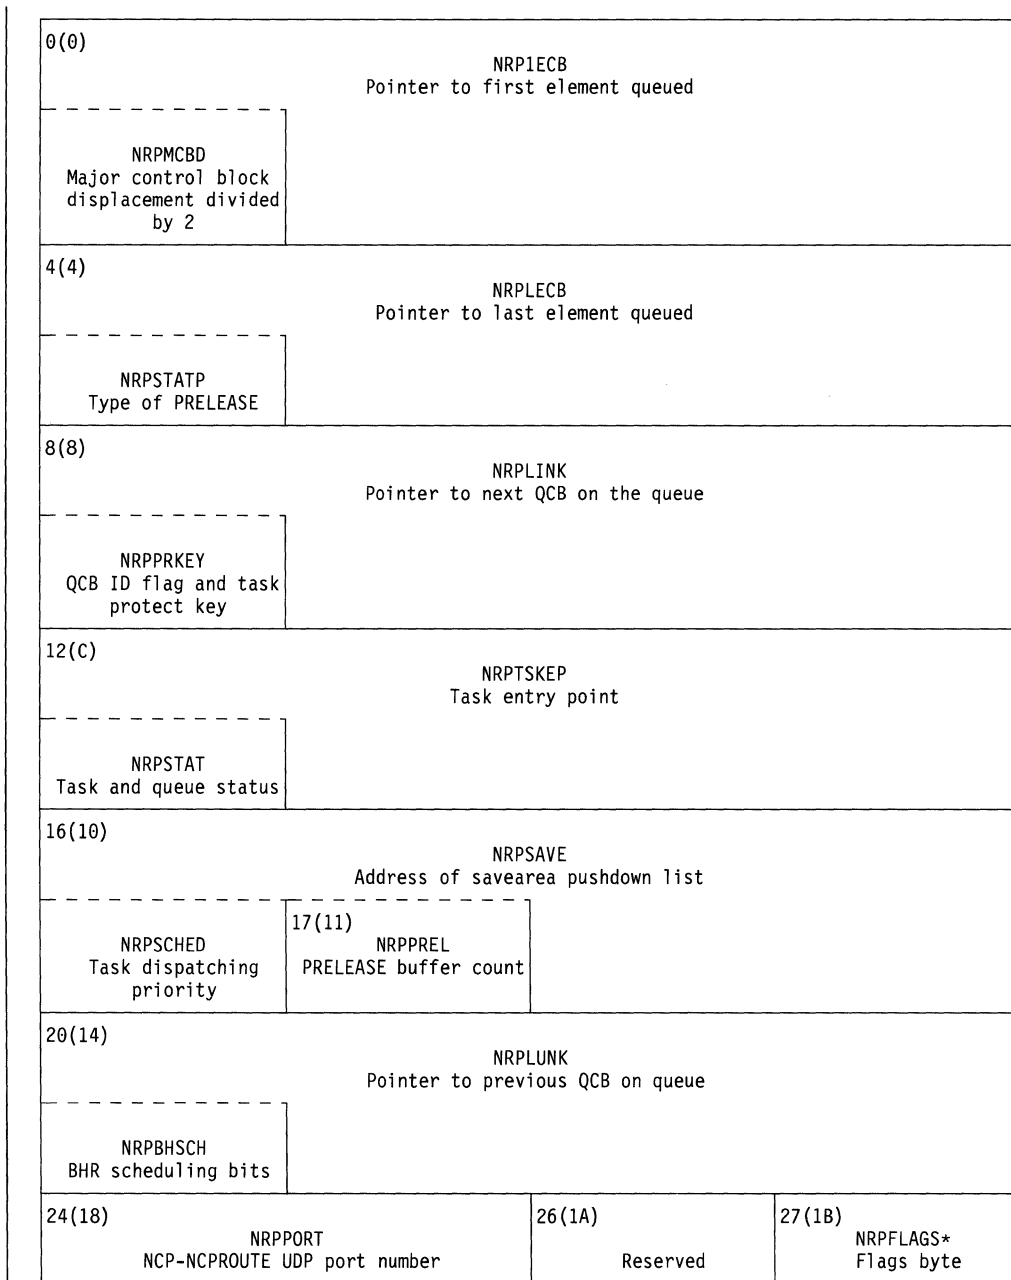 0(0)
NRP1ECB
Pointer to first element queued
NRPMCBD
Major control block
displacement divided
by 2
4(4)
NRPLECB
Pointer to last element queued
NRPSTATP
Type of PRELEASE
8(8)
NRPLINK
Pointer to next QCB on the queue
NRPPRKEY
QCB ID flag and task
protect key
12(C)
NRPTSKEP
Task entry point
NRPSTAT
Task and queue status
16(10)
NRPSAVE
Address of savearea pushdown list
17(11)
NRPSCHED
Task dispatching
priority
NRPPREL
PRELEASE buffer count
20(14)
NRPLUNK
Pointer to previous QCB on queue
NRPBHSCH
BHR scheduling bits
24(18)
NRPPORT
NCP-NCPROUTE UDP port number
26(1A)
Reserved
27(1B)
NRPFLAGS*
Flags byte